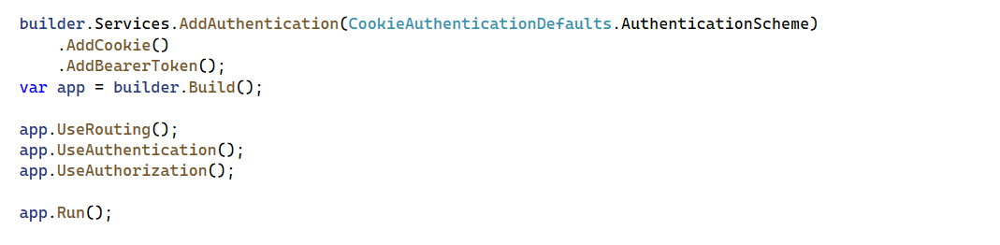 builder.Services.AddAuthentication(CookieAuthenticationDefaults.AuthenticationScheme)
    .AddCookie()
    .AddBearerToken();
var app = builder.Build();

app.UseRouting();
app.UseAuthentication();
app.UseAuthorization();

app.Run();